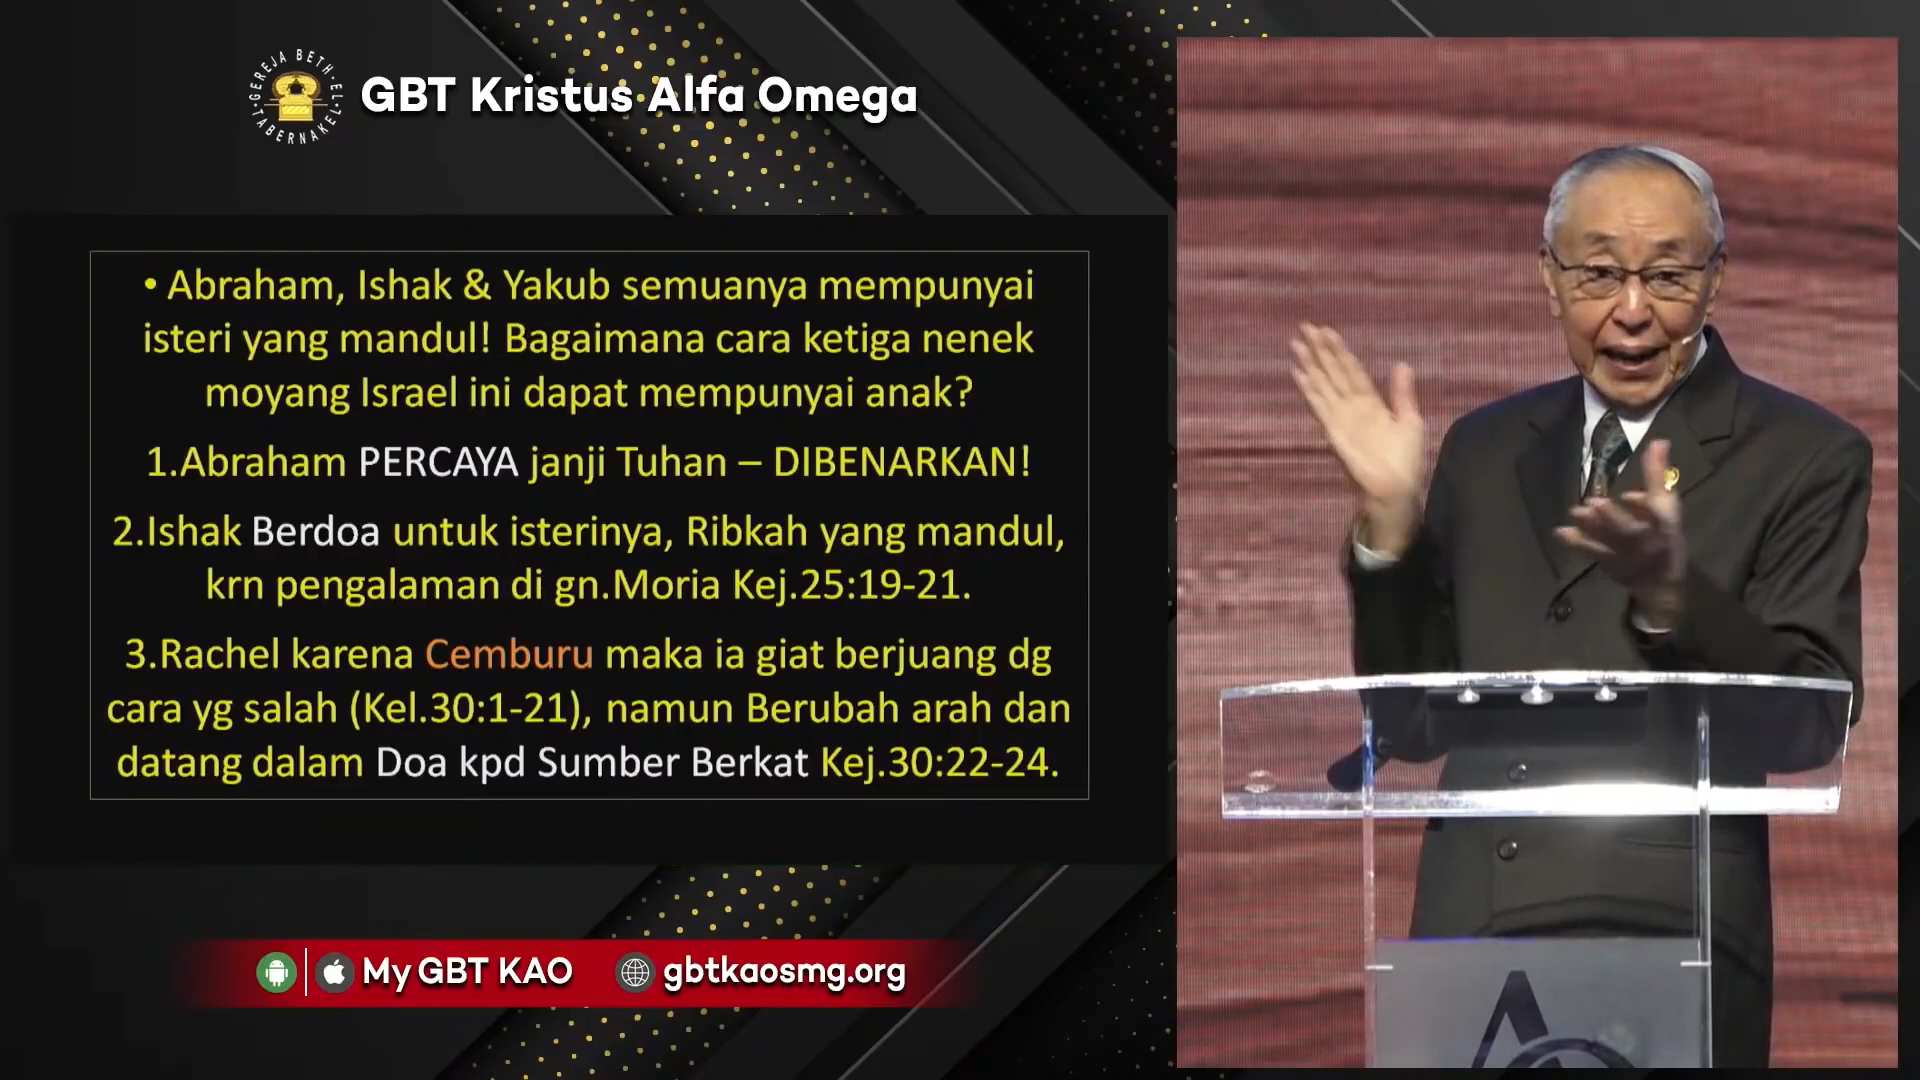 GEREJA BETH-EL TABERNAKEL
GBT Kristus Alfa Omega
• Abraham, Ishak & Yakub semuanya mempunyai
isteri yang mandul! Bagaimana cara ketiga nenek
moyang Israel ini dapat mempunyai anak?
1.Abraham PERCAYA janji Tuhan – DIBENARKAN!
2.Ishak Berdoa untuk isterinya, Ribkah yang mandul,
krn pengalaman di gn.Moria Kej.25:19-21.
3.Rachel karena Cemburu maka ia giat berjuang dg
cara yg salah (Kel.30:1-21), namun Berubah arah dan
datang dalam Doa kpd Sumber Berkat Kej.30:22-24.
My GBT KAO
gbtkaosmg.org